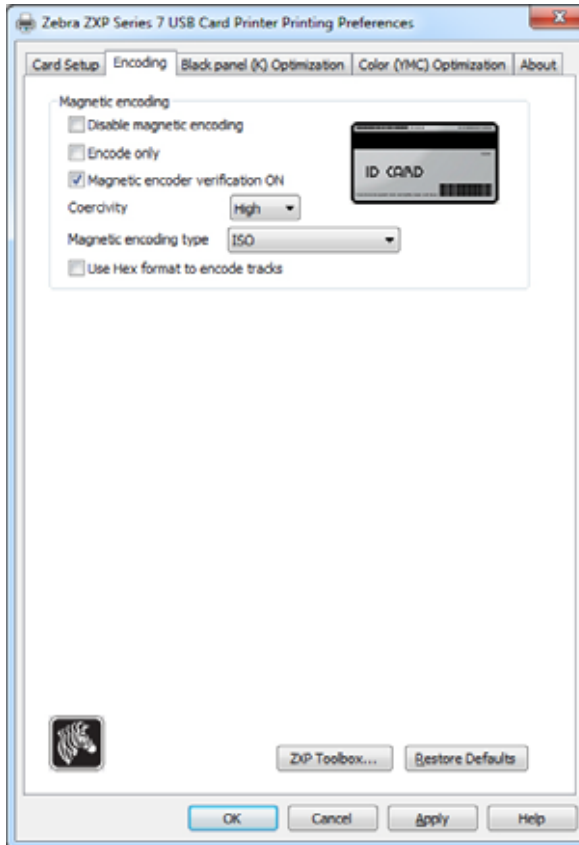 Zebra ZXP Series 7 USB Card Printer Printing Preferences
Card Setup Encoding Black panel (K) Optimization Color (YMC) Optimization About
Magnetic encoding
Disable magnetic encoding
Encode only
Magnetic encoder verification ON
ID CARD
Coercivity High
Magnetic encoding type ISO
Use Hex format to encode tracks
ZXP Toolbox... Restore Defaults
OK Cancel Apply Help